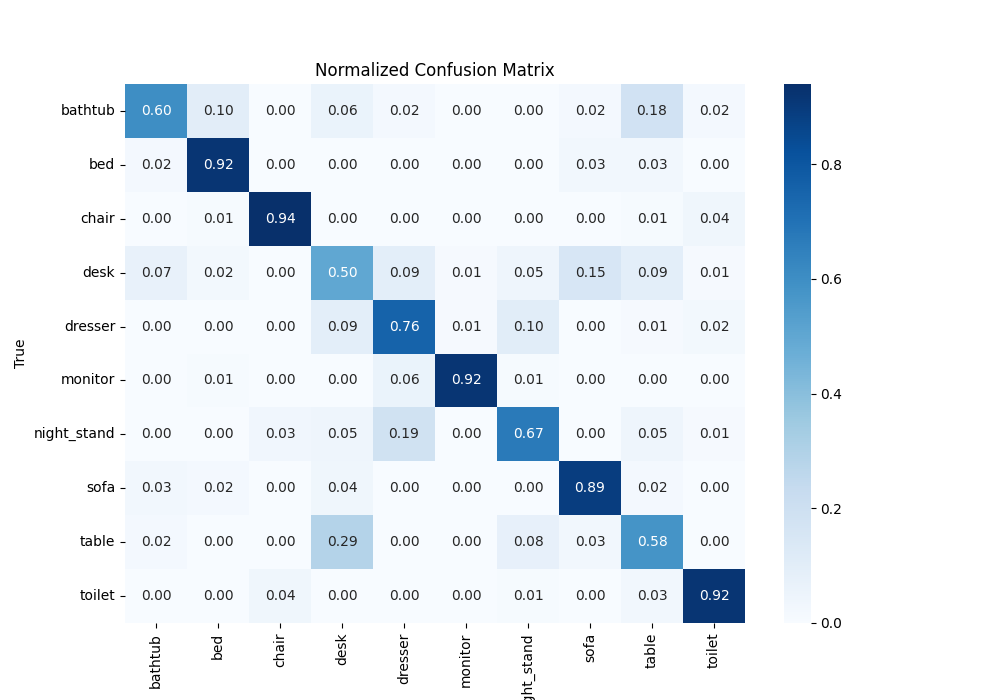 Normalized Confusion Matrix
bathtub 0.60 0.10 0.00 0.06 0.02 0.00 0.00 0.02 0.18 0.02
bed 0.02 0.92 0.00 0.00 0.00 0.00 0.00 0.03 0.03 0.00 0.8
chair 0.00 0.01 0.94 0.00 0.00 0.00 0.00 0.00 0.01 0.04
desk 0.07 0.02 0.00 0.50 0.09 0.01 0.05 0.15 0.09 0.01 0.6
dresser 0.00 0.00 0.00 0.09 0.76 0.01 0.10 0.00 0.01 0.02
True
monitor 0.00 0.01 0.00 0.00 0.06 0.92 0.01 0.00 0.00 0.00 0.4
night_stand 0.00 0.00 0.03 0.05 0.19 0.00 0.67 0.00 0.05 0.01
sofa 0.03 0.02 0.00 0.04 0.00 0.00 0.00 0.89 0.02 0.00 0.2
table 0.02 0.00 0.00 0.29 0.00 0.00 0.08 0.03 0.58 0.00
toilet 0.00 0.00 0.04 0.00 0.00 0.00 0.01 0.00 0.03 0.92 0.0
bathtub bed chair desk dresser monitor ght_stand sofa table toilet